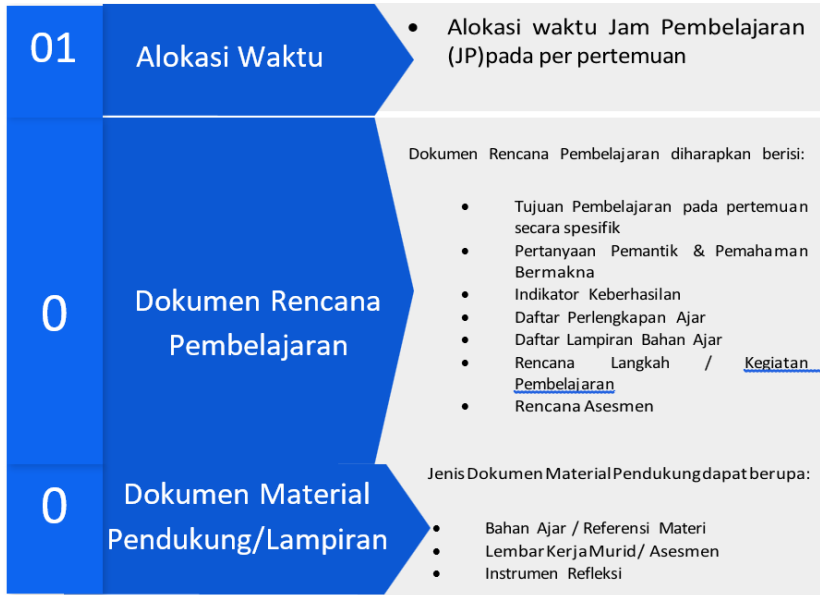 01
Alokasi Waktu
• Alokasi waktu Jam Pembelajaran
(JP)pada per pertemuan
0
Dokumen Rencana
Pembelajaran
Dokumen Rencana Pembelajaran diharapkan berisi:
• Tujuan Pembelajaran pada pertemuan
secara spesifik
• Pertanyaan Pemantik & Pemahaman
Bermakna
• Indikator Keberhasilan
• Daftar Perlengkapan Ajar
• Daftar Lampiran Bahan Ajar
• Rencana Langkah / Kegiatan
Pembelajaran
• Rencana Asesmen
0
Dokumen Material
Pendukung/Lampiran
Jenis Dokumen Material Pendukung dapat berupa:
• Bahan Ajar / Referensi Materi
• Lembar Kerja Murid/ Asesmen
• Instrumen Refleksi